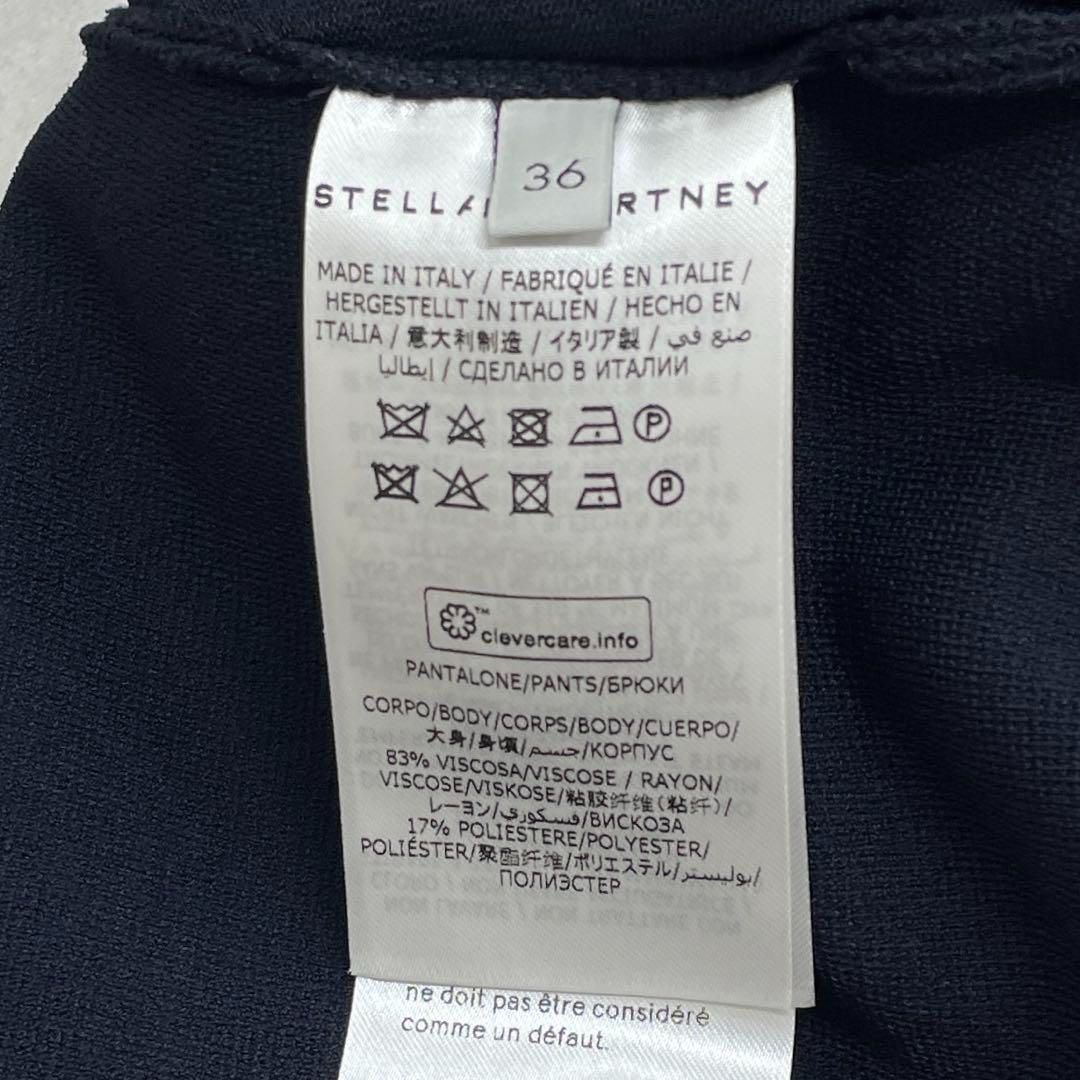 36
STELLA RTNEY
MADE IN ITALY / FABRIQUÉ EN ITALIE /
HERGESTELLT IN ITALIEN / HECHO EN
ITALIA / 意大利制造 / イタリア製 / صنع في
إيطاليا / СДЕЛАНО В ИТАЛИИ
P
P
™
clevercare.info
PANTALONE/PANTS/БРЮКИ
CORPO/BODY/CORPS/BODY/CUERPO/
大身/身頃/جسم/КОРПУС
83% VISCOSA/VISCOSE / RAYON/
VISCOSE/VISKOSE/粘胶纤维(粘纤)/
レーヨン/فسكوري/ВИСКОЗА
17% POLIESTERE/POLYESTER/
POLIÉSTER/聚酯纤维/ポリエステル/بوليستر/
ПОЛИЭСТЕР
ne doit pas être considéré
comme un défaut.